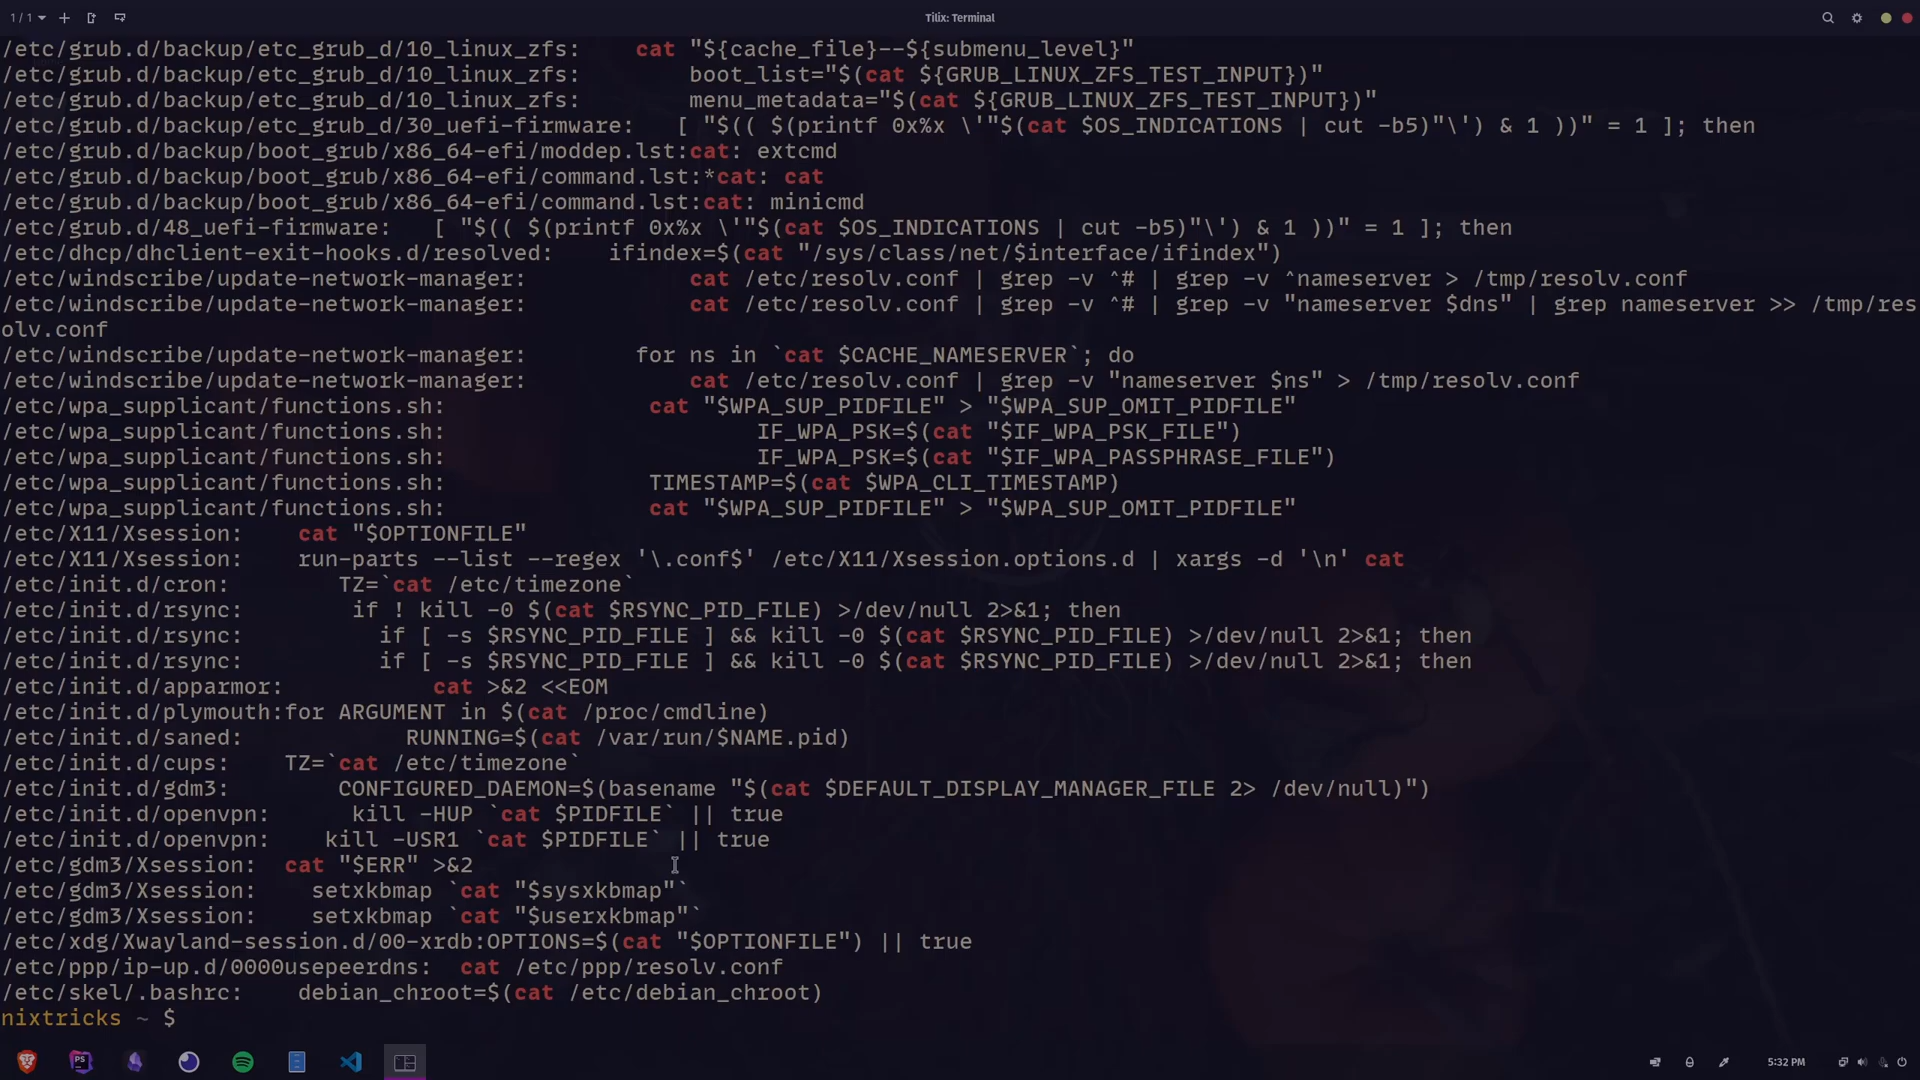 1 / 1
Tilix: Terminal
/etc/grub.d/backup/etc_grub_d/10_linux_zfs:    cat "${cache_file}--${submenu_level}"
/etc/grub.d/backup/etc_grub_d/10_linux_zfs:        boot_list="$(cat ${GRUB_LINUX_ZFS_TEST_INPUT})"
/etc/grub.d/backup/etc_grub_d/10_linux_zfs:        menu_metadata="$(cat ${GRUB_LINUX_ZFS_TEST_INPUT})"
/etc/grub.d/backup/etc_grub_d/30_uefi-firmware:   [ "$(( $(printf 0x%x \'"$(cat $OS_INDICATIONS | cut -b5)"\') & 1 ))" = 1 ]; then
/etc/grub.d/backup/boot_grub/x86_64-efi/moddep.lst:cat: extcmd
/etc/grub.d/backup/boot_grub/x86_64-efi/command.lst:*cat: cat
/etc/grub.d/backup/boot_grub/x86_64-efi/command.lst:cat: minicmd
/etc/grub.d/48_uefi-firmware:   [ "$(( $(printf 0x%x \'"$(cat $OS_INDICATIONS | cut -b5)"\') & 1 ))" = 1 ]; then
/etc/dhcp/dhclient-exit-hooks.d/resolved:    ifindex=$(cat "/sys/class/net/$interface/ifindex")
/etc/windscribe/update-network-manager:            cat /etc/resolv.conf | grep -v ^# | grep -v ^nameserver > /tmp/resolv.conf
/etc/windscribe/update-network-manager:            cat /etc/resolv.conf | grep -v ^# | grep -v "nameserver $dns" | grep nameserver >> /tmp/res
olv.conf
/etc/windscribe/update-network-manager:        for ns in `cat $CACHE_NAMESERVER`; do
/etc/windscribe/update-network-manager:            cat /etc/resolv.conf | grep -v "nameserver $ns" > /tmp/resolv.conf
/etc/wpa_supplicant/functions.sh:               cat "$WPA_SUP_PIDFILE" > "$WPA_SUP_OMIT_PIDFILE"
/etc/wpa_supplicant/functions.sh:                       IF_WPA_PSK=$(cat "$IF_WPA_PSK_FILE")
/etc/wpa_supplicant/functions.sh:                       IF_WPA_PSK=$(cat "$IF_WPA_PASSPHRASE_FILE")
/etc/wpa_supplicant/functions.sh:               TIMESTAMP=$(cat $WPA_CLI_TIMESTAMP)
/etc/wpa_supplicant/functions.sh:               cat "$WPA_SUP_PIDFILE" > "$WPA_SUP_OMIT_PIDFILE"
/etc/X11/Xsession:    cat "$OPTIONFILE"
/etc/X11/Xsession:    run-parts --list --regex '\.conf$' /etc/X11/Xsession.options.d | xargs -d '\n' cat
/etc/init.d/cron:        TZ=`cat /etc/timezone`
/etc/init.d/rsync:        if ! kill -0 $(cat $RSYNC_PID_FILE) >/dev/null 2>&1; then
/etc/init.d/rsync:          if [ -s $RSYNC_PID_FILE ] && kill -0 $(cat $RSYNC_PID_FILE) >/dev/null 2>&1; then
/etc/init.d/rsync:          if [ -s $RSYNC_PID_FILE ] && kill -0 $(cat $RSYNC_PID_FILE) >/dev/null 2>&1; then
/etc/init.d/apparmor:           cat >&2 <<EOM
/etc/init.d/plymouth:for ARGUMENT in $(cat /proc/cmdline)
/etc/init.d/saned:            RUNNING=$(cat /var/run/$NAME.pid)
/etc/init.d/cups:    TZ=`cat /etc/timezone`
/etc/init.d/gdm3:         CONFIGURED_DAEMON=$(basename "$(cat $DEFAULT_DISPLAY_MANAGER_FILE 2> /dev/null)")
/etc/init.d/openvpn:      kill -HUP `cat $PIDFILE` || true
/etc/init.d/openvpn:    kill -USR1 `cat $PIDFILE` || true
/etc/gdm3/Xsession:  cat "$ERR" >&2
/etc/gdm3/Xsession:    setxkbmap `cat "$sysxkbmap"`
/etc/gdm3/Xsession:    setxkbmap `cat "$userxkbmap"`
/etc/xdg/Xwayland-session.d/00-xrdb:OPTIONS=$(cat "$OPTIONFILE") || true
/etc/ppp/ip-up.d/0000usepeerdns:  cat /etc/ppp/resolv.conf
/etc/skel/.bashrc:    debian_chroot=$(cat /etc/debian_chroot)
nixtricks ~ $
PS
5:32 PM